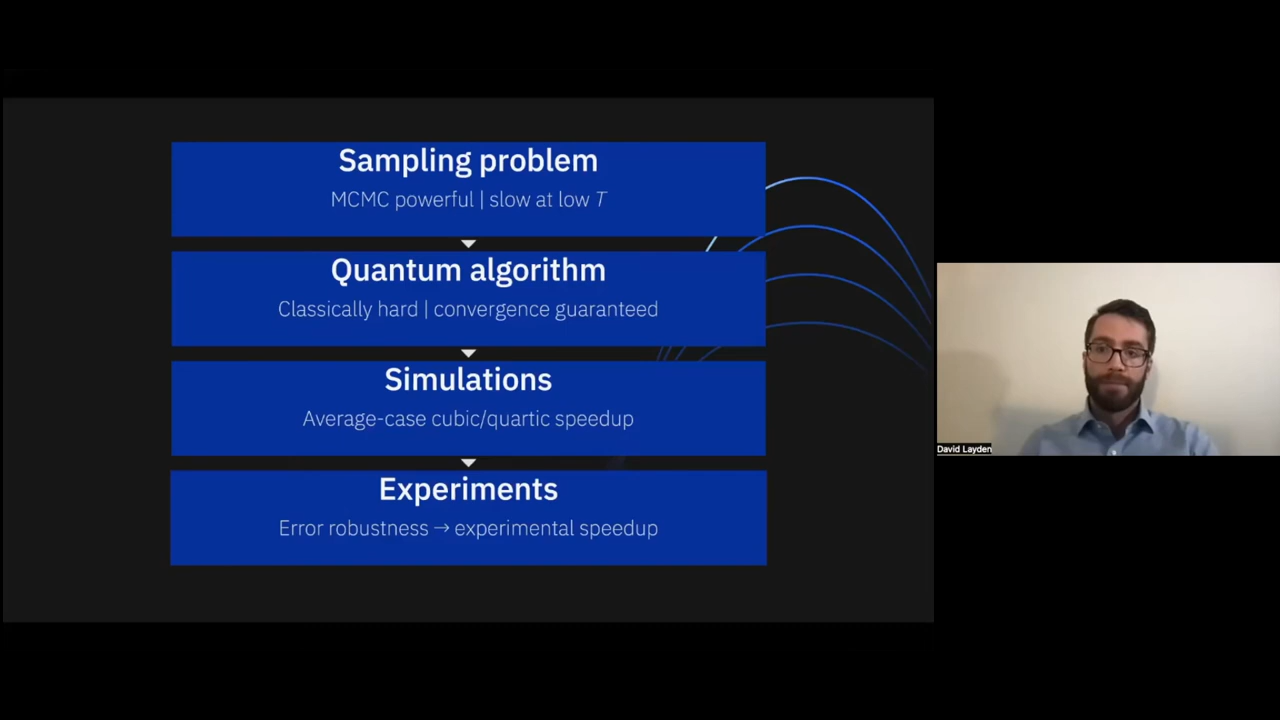 Sampling problem
MCMC powerful | slow at low T
Quantum algorithm
Classically hard | convergence guaranteed
Simulations
Average-case cubic/quartic speedup
Experiments
Error robustness → experimental speedup
David Layden